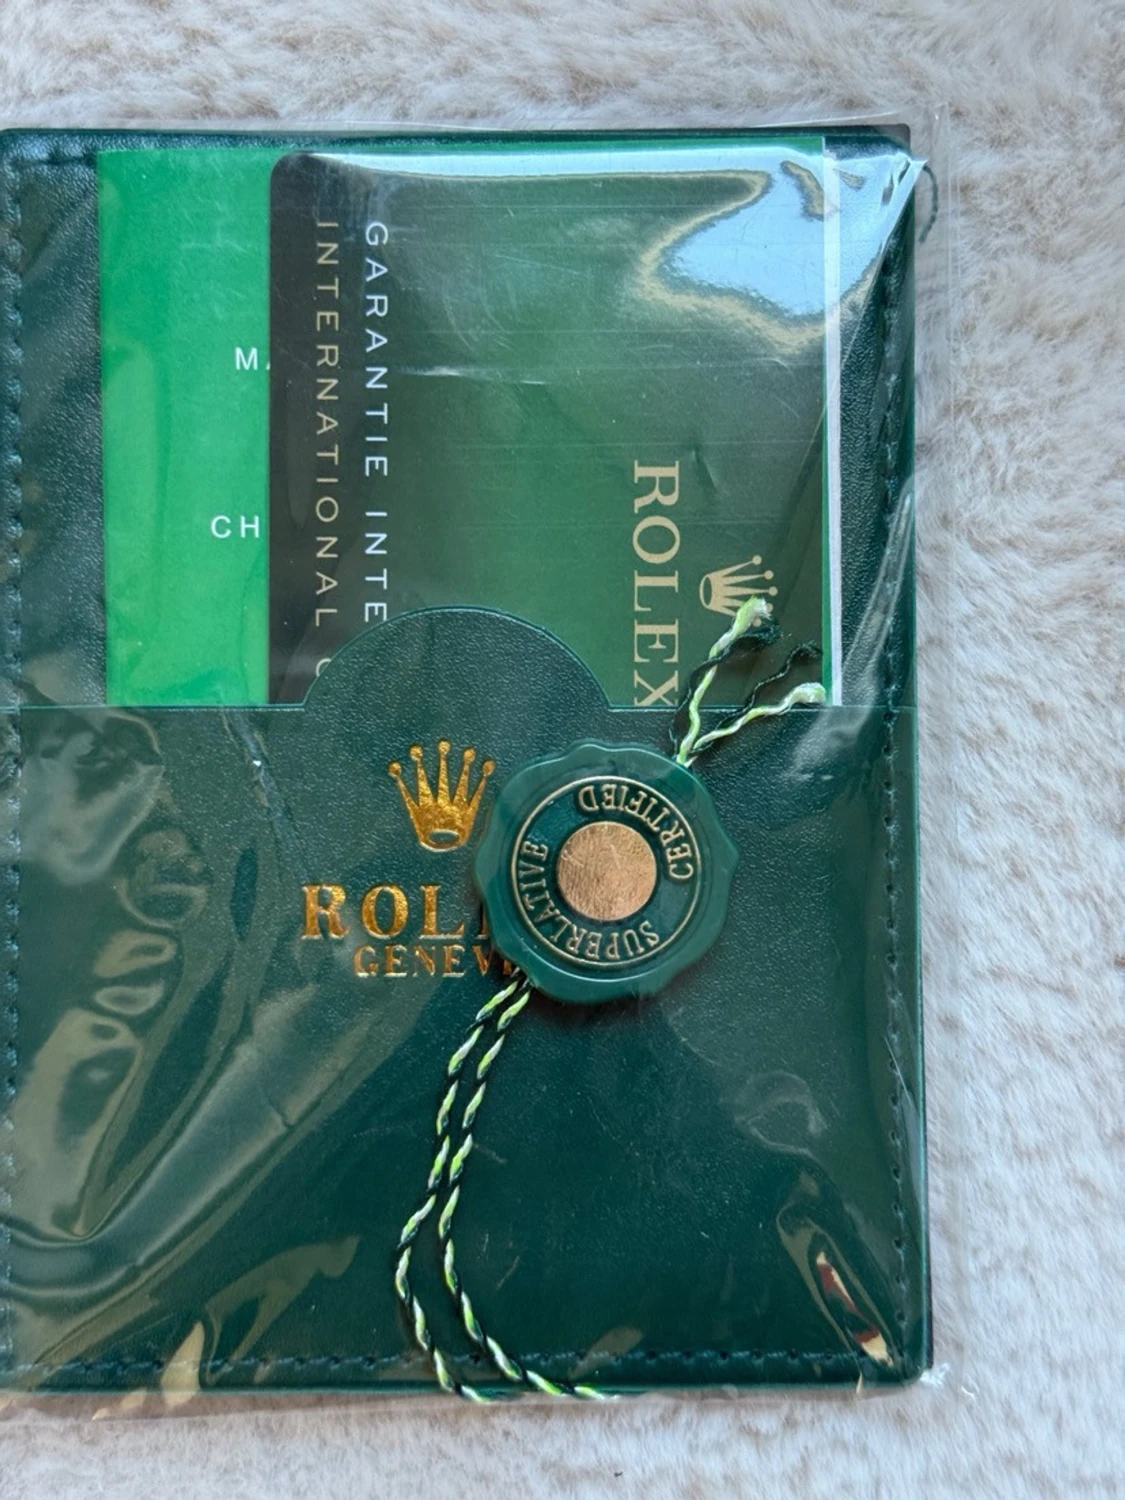 GARANTIE INTE
INTERNATIONAL
MA
CH
ROLEX
ROL
GENEV
SUPERLATIVE
CERTIFIED